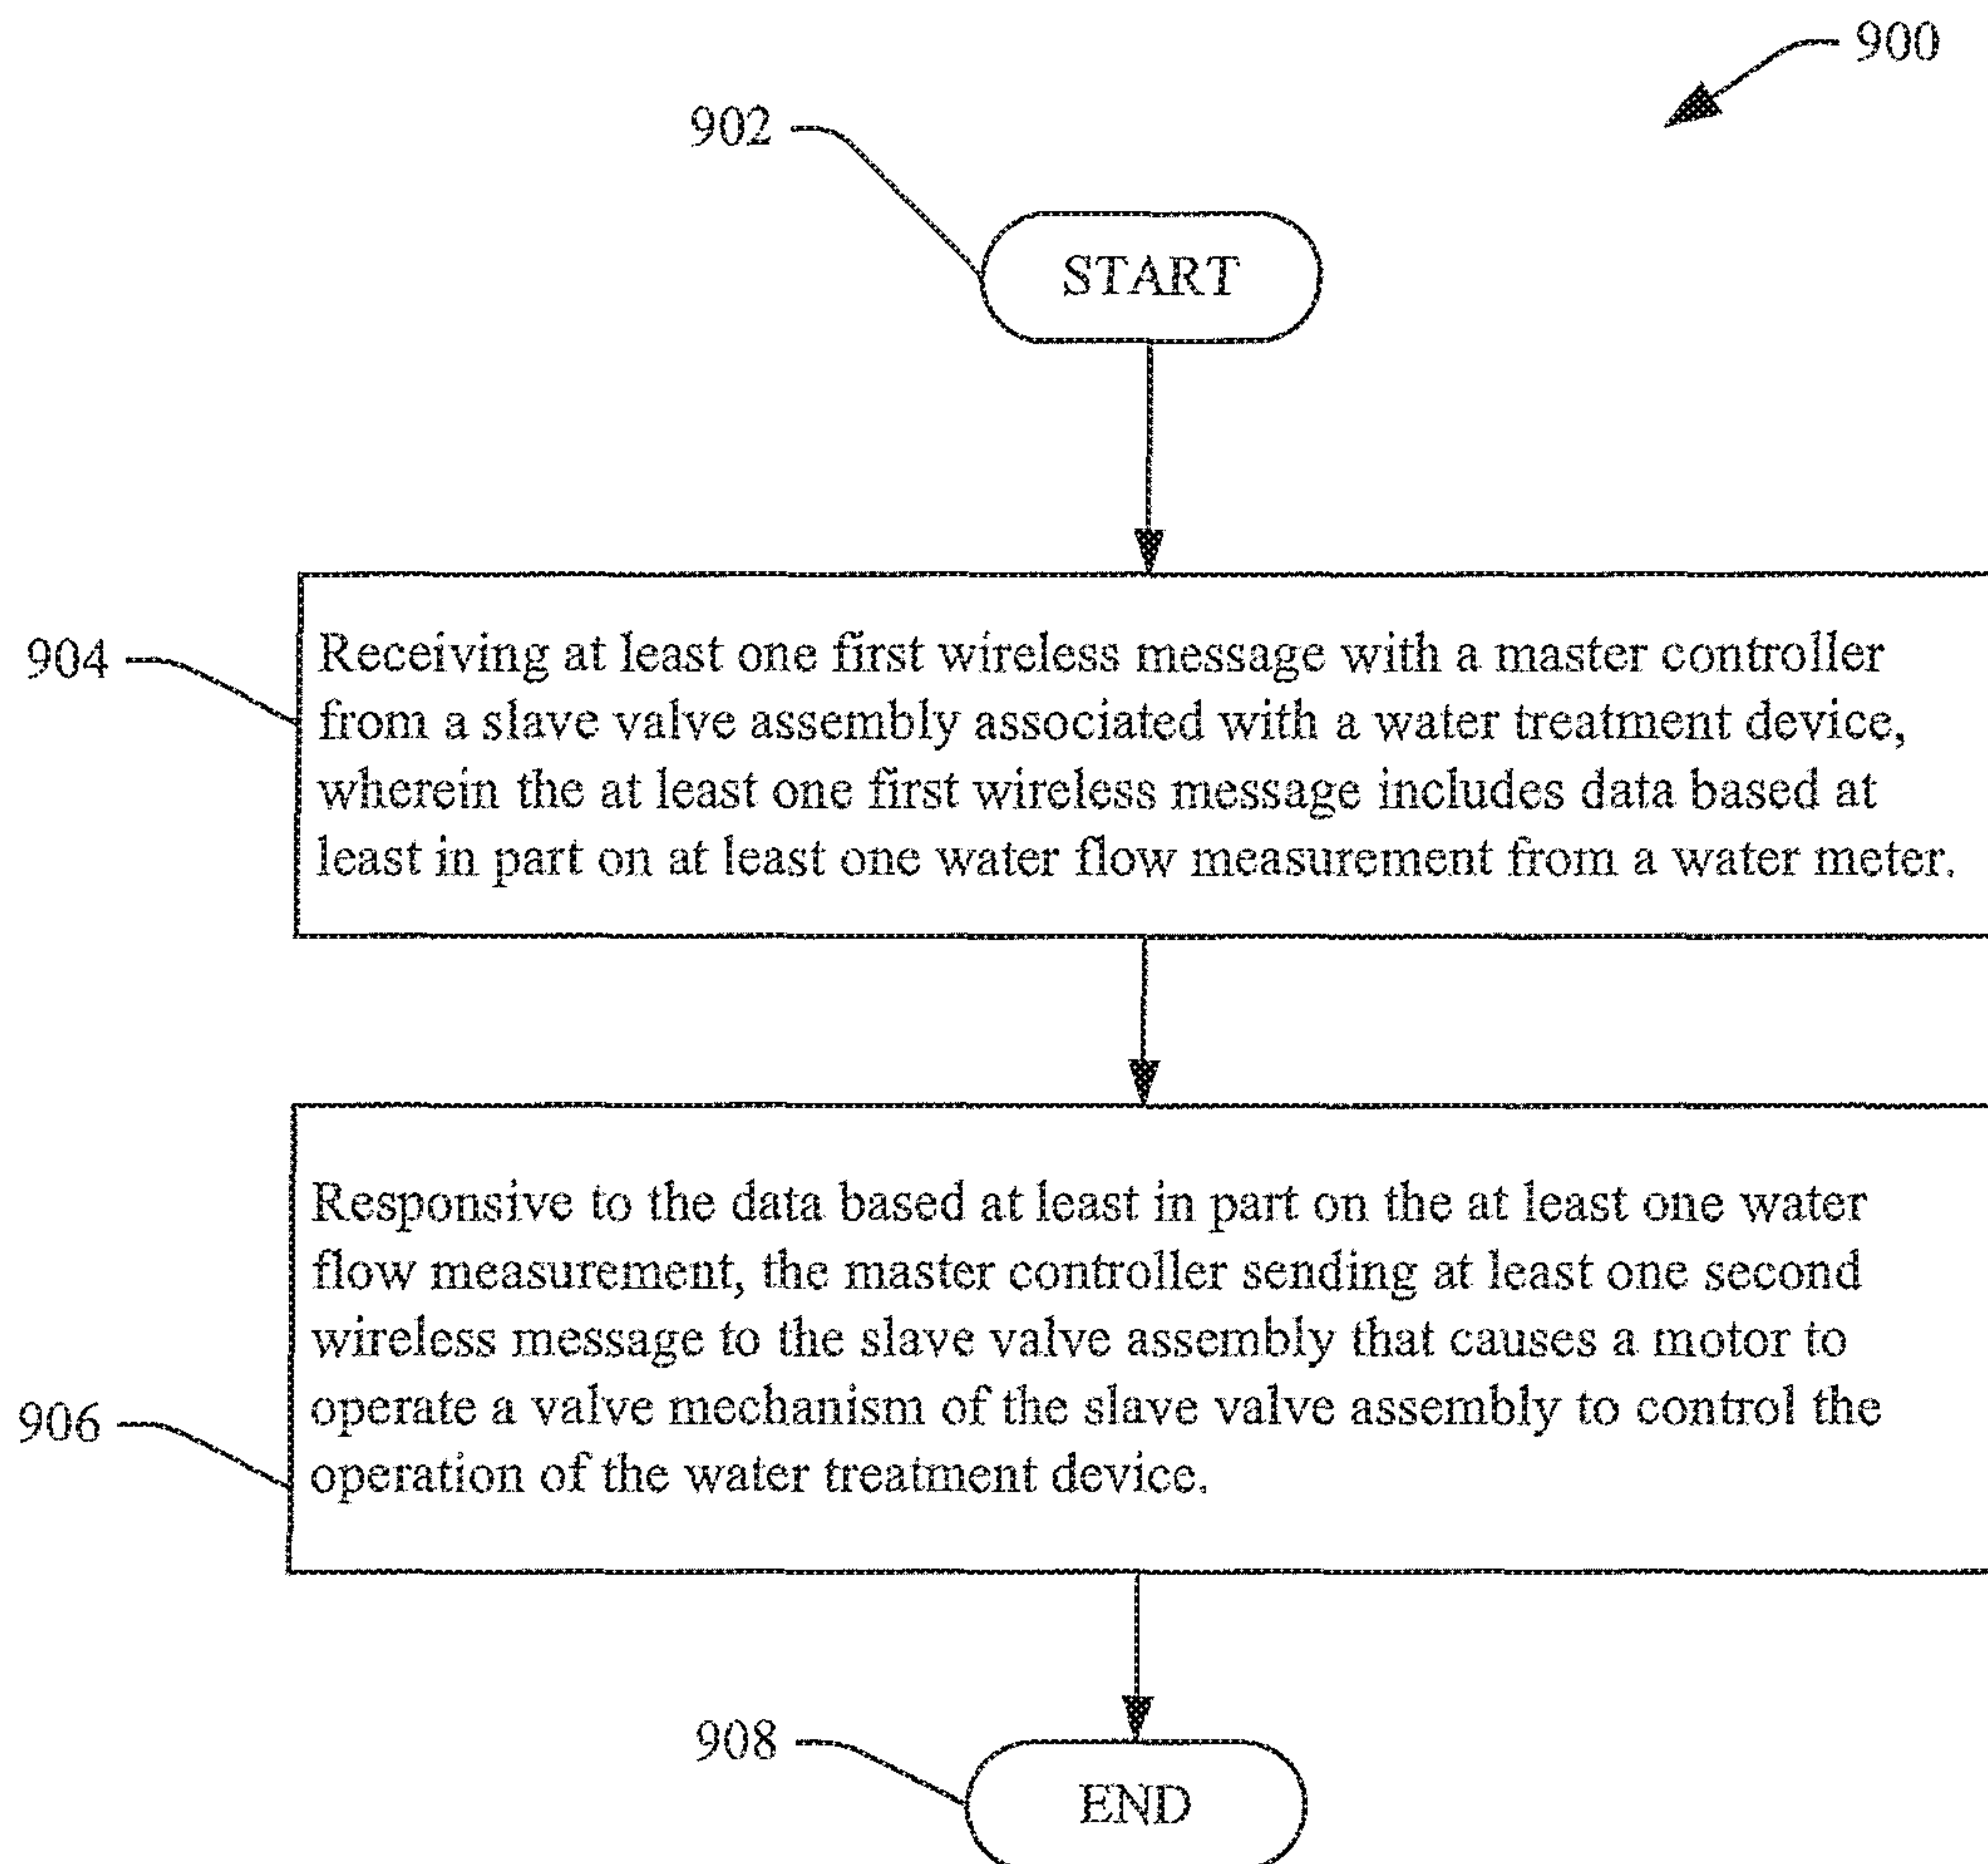 900
902
START
904
Receiving at least one first wireless message with a master controller
from a slave valve assembly associated with a water treatment device,
wherein the at least one first wireless message includes data based at
least in part on at least one water flow measurement from a water meter.
Responsive to the data based at least in part on the at least one water
flow measurement, the master controller sending at least one second
wireless message to the slave valve assembly that causes a motor to
operate a valve mechanism of the slave valve assembly to control the
operation of the water treatment device.
906
908
END